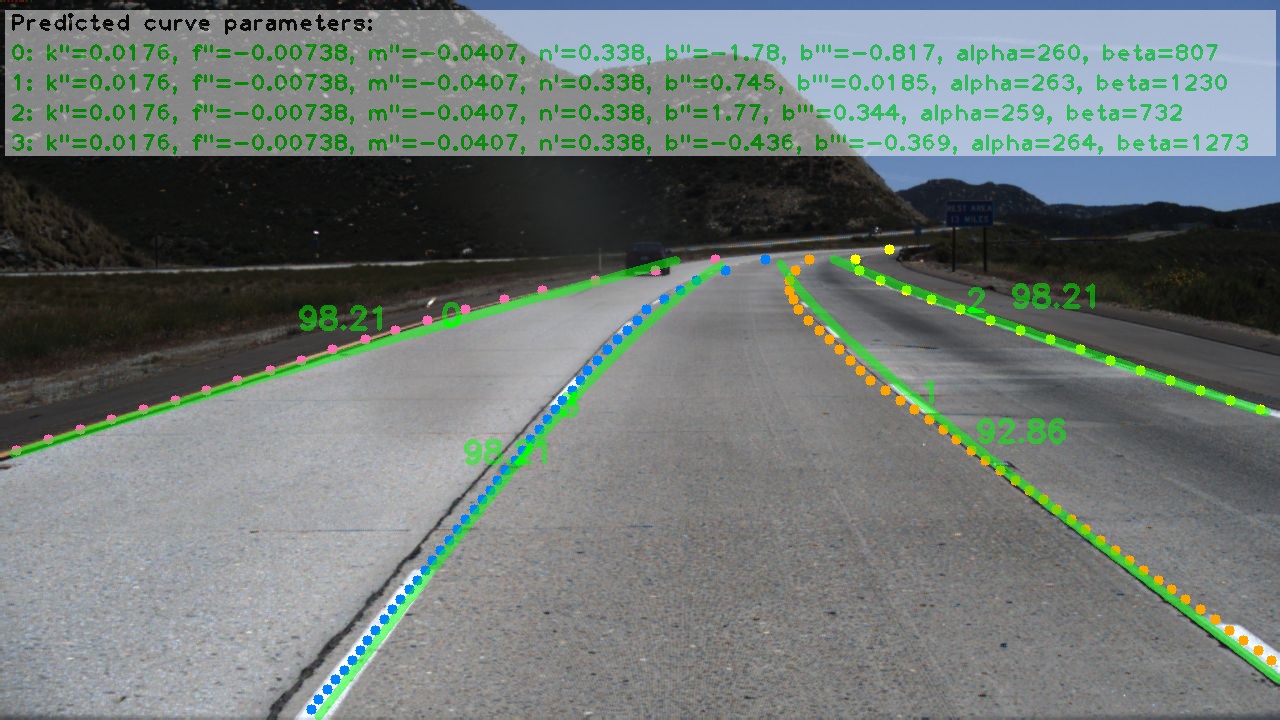 Predicted curve parameters:
0: k''=0.0176, f''=-0.00738, m''=-0.0407, n'=0.338, b''=-1.78, b'''=-0.817, alpha=260, beta=807
1: k''=0.0176, f''=-0.00738, m''=-0.0407, n'=0.338, b''=0.745, b'''=0.0185, alpha=263, beta=1230
2: k''=0.0176, f''=-0.00738, m''=-0.0407, n'=0.338, b''=1.77, b'''=0.344, alpha=259, beta=732
3: k''=0.0176, f''=-0.00738, m''=-0.0407, n'=0.338, b''=-0.436, b'''=-0.369, alpha=264, beta=1273
REST AREA
13 MILES
98.21
0
2
98.21
3
98.21
1
92.86